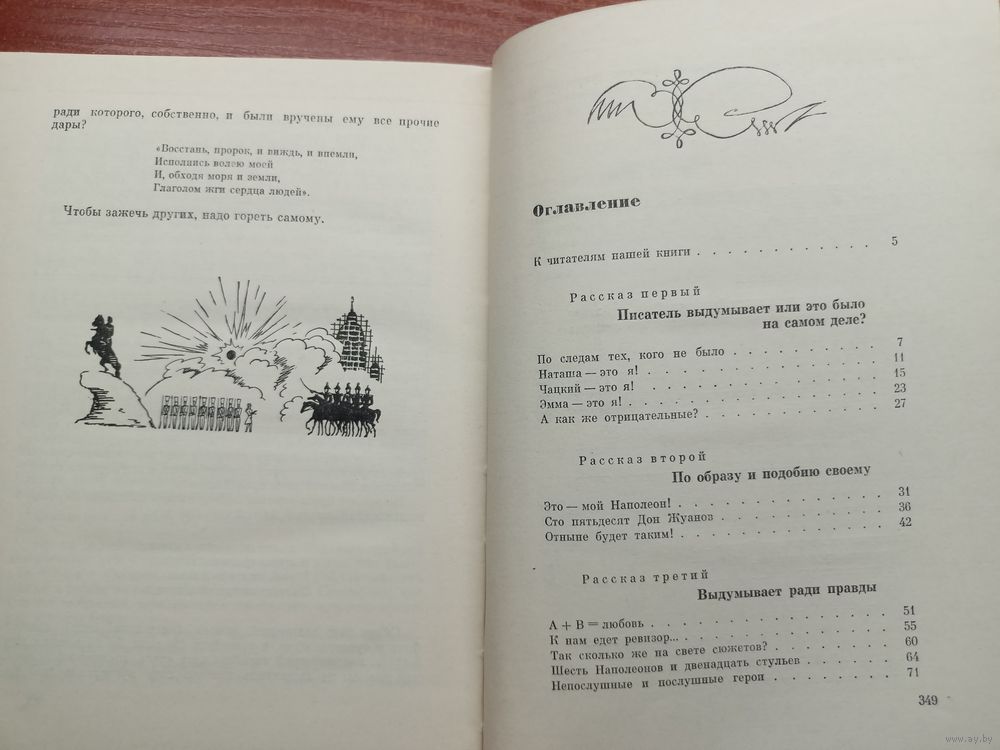 ради которого, собственно, и были вручены ему все прочие
дары?
«Восстань, пророк, и виждь, и внемли,
Исполнись волею моей
И, обходя моря и земли,
Глаголом жги сердца людей».
Чтобы зажечь других, надо гореть самому.
Оглавление
К читателям нашей книги . . . . . . . . . . . . 5
Рассказ первый
Писатель выдумывает или это было
на самом деле?
По следам тех, кого не было . . . . . . . . . . 7
Наташа — это я! . . . . . . . . . . . . . . . 11
Чацкий — это я! . . . . . . . . . . . . . . . 15
Эмма — это я! . . . . . . . . . . . . . . . . 23
А как же отрицательные? . . . . . . . . . . . 27
Рассказ второй
По образу и подобию своему
Это — мой Наполеон! . . . . . . . . . . . . . 31
Сто пятьдесят Дон Жуанов . . . . . . . . . . . 36
Отныне будет таким! . . . . . . . . . . . . . 42
Рассказ третий
Выдумывает ради правды
А + В = любовь . . . . . . . . . . . . . . . 51
К нам едет ревизор... . . . . . . . . . . . . 55
Так сколько же на свете сюжетов? . . . . . . . . 60
Шесть Наполеонов и двенадцать стульев . . . . . . 64
Непослушные и послушные герои . . . . . . . . . 71
349
www.ay.by